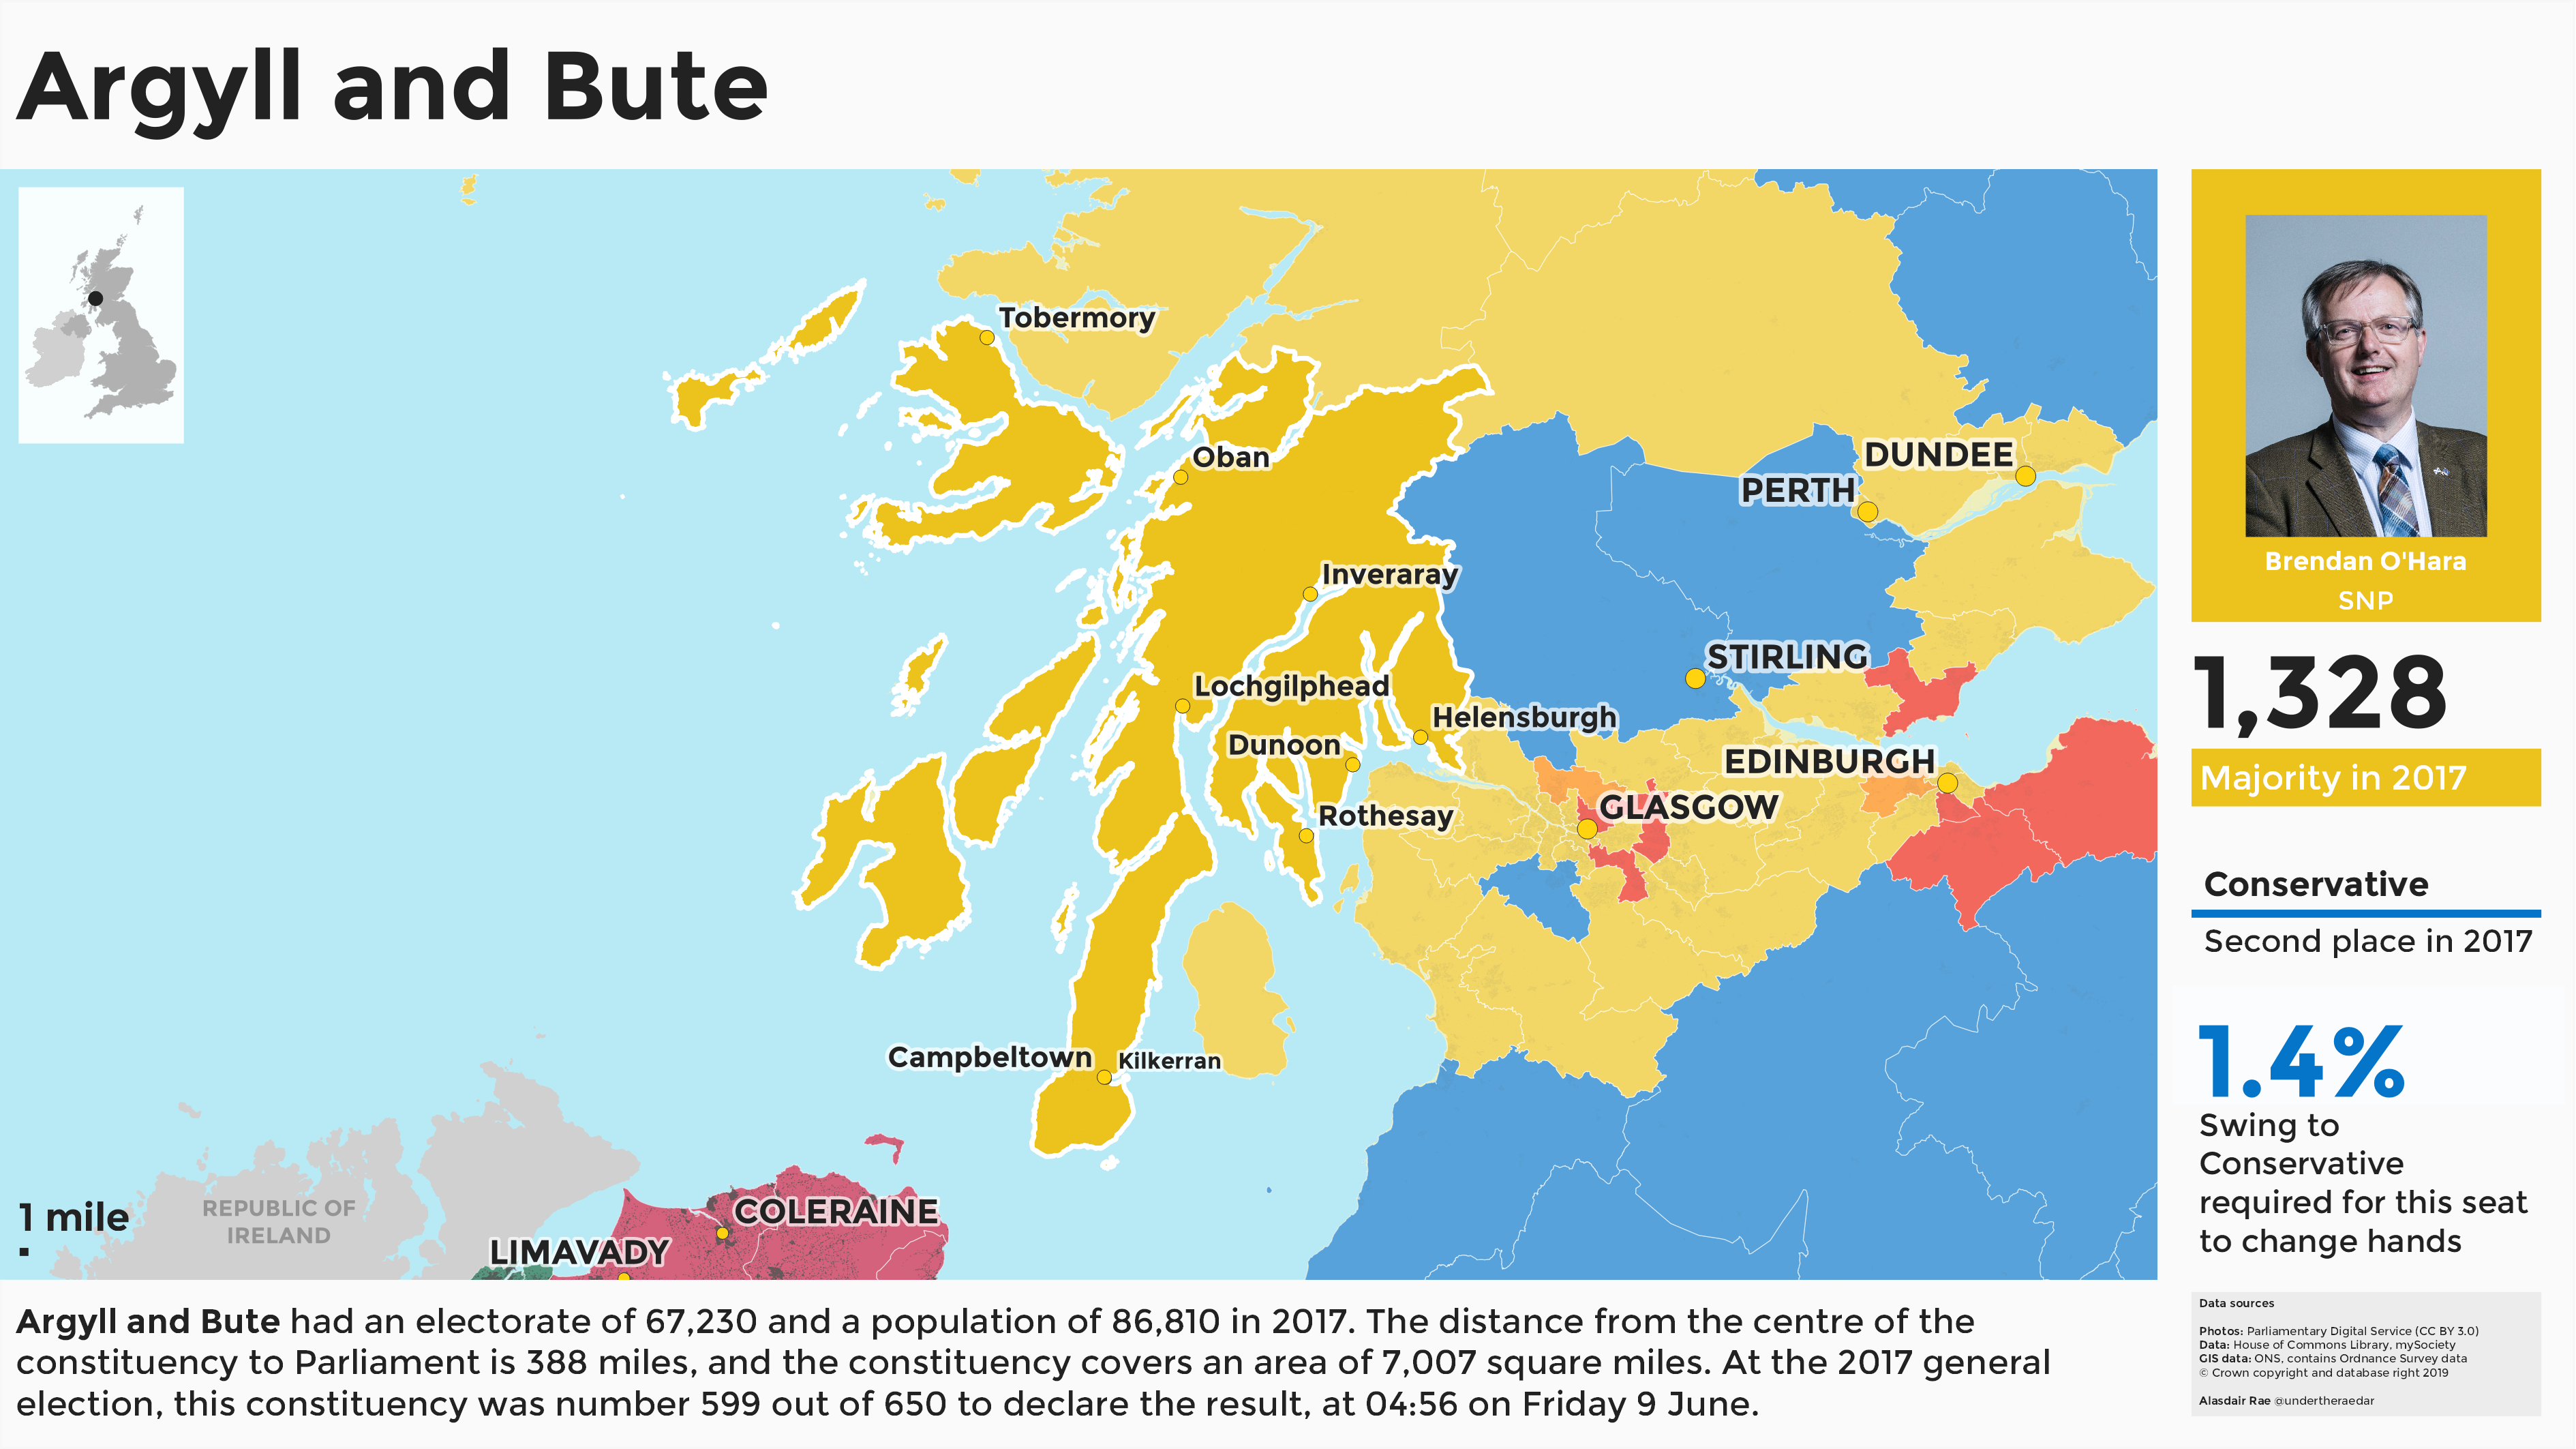 Argyll and Bute
Tobermory
Oban
DUNDEE
PERTH
Inveraray
STIRLING
Lochgilphead
Helensburgh
Dunoon
EDINBURGH
GLASGOW
Rothesay
Campbeltown
Kilkerran
REPUBLIC OF
IRELAND
COLERAINE
LIMAVADY
1 mile
Brendan O'Hara
SNP
1,328
Majority in 2017
Conservative
Second place in 2017
1.4%
Swing to
Conservative
required for this seat
to change hands
Argyll and Bute had an electorate of 67,230 and a population of 86,810 in 2017. The distance from the centre of the
constituency to Parliament is 388 miles, and the constituency covers an area of 7,007 square miles. At the 2017 general
election, this constituency was number 599 out of 650 to declare the result, at 04:56 on Friday 9 June.
Data sources
Photos: Parliamentary Digital Service (CC BY 3.0)
Data: House of Commons Library, mySociety
GIS data: ONS, contains Ordnance Survey data
© Crown copyright and database right 2019
Alasdair Rae @undertheraedar